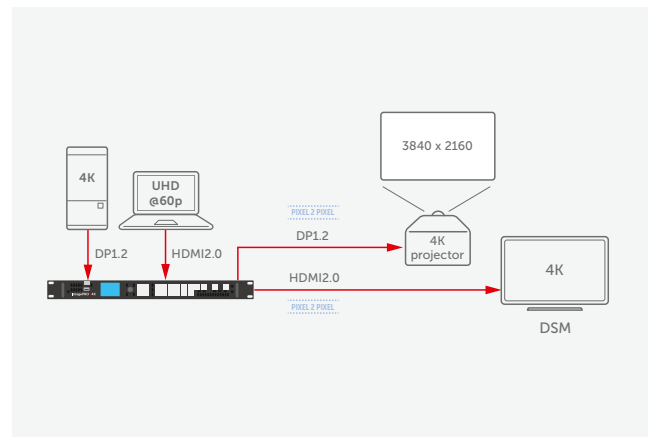 3840 x 2160
4K
UHD
@60p
PIXEL 2 PIXEL
DP1.2
4K
projector
DP1.2
HDMI2.0
HDMI2.0
4K
PIXEL 2 PIXEL
DSM